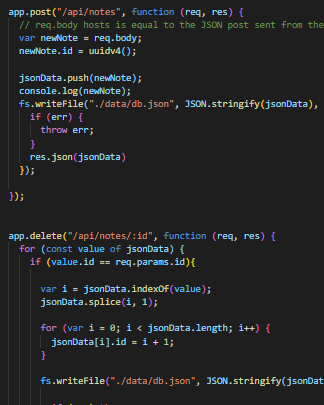 app.post("/api/notes", function (req, res) {
// req.body hosts is equal to the JSON post sent from the
var newNote = req.body;
newNote.id = uuidv4();
jsonData.push(newNote);
console.log(newNote);
fs.writeFile("./data/db.json", JSON.stringify(jsonData),
if (err) {
throw err;
}
res.json(jsonData)
});
});
app.delete("/api/notes/:id", function (req, res) {
for (const value of jsonData) {
if (value.id == req.params.id){
var i = jsonData.indexOf(value);
jsonData.splice(i, 1);
for (var i = 0; i < jsonData.length; i++) {
jsonData[i].id = i + 1;
}
fs.writeFile("./data/db.json", JSON.stringify(jsonDat